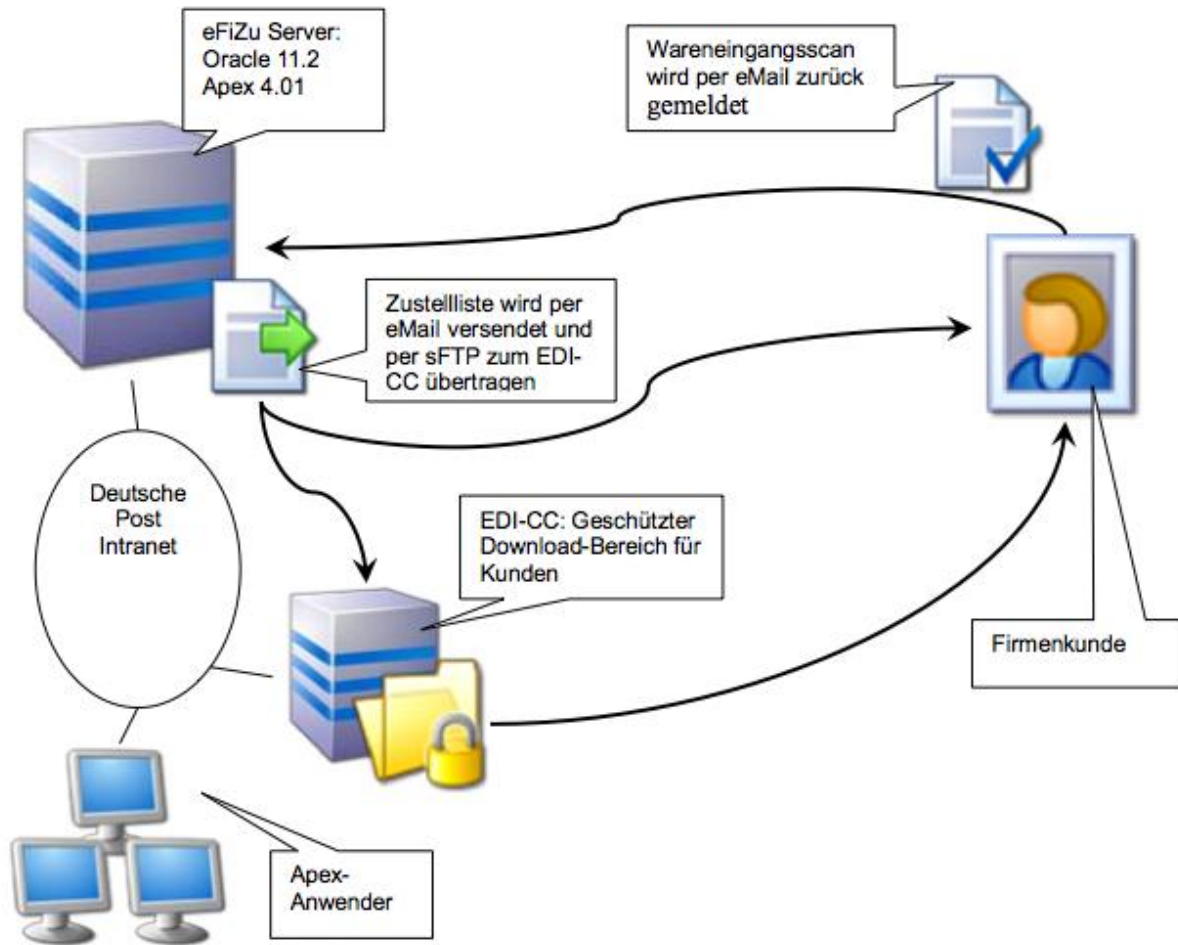 eFiZu Server:
Oracle 11.2
Apex 4.01
Wareneingangsscan
wird per eMail zurück
gemeldet
Zustellliste wird per
eMail versendet und
per sFTP zum EDI-
CC übertragen
Deutsche
Post
Intranet
EDI-CC: Geschützter
Download-Bereich für
Kunden
Firmenkunde
Apex-
Anwender